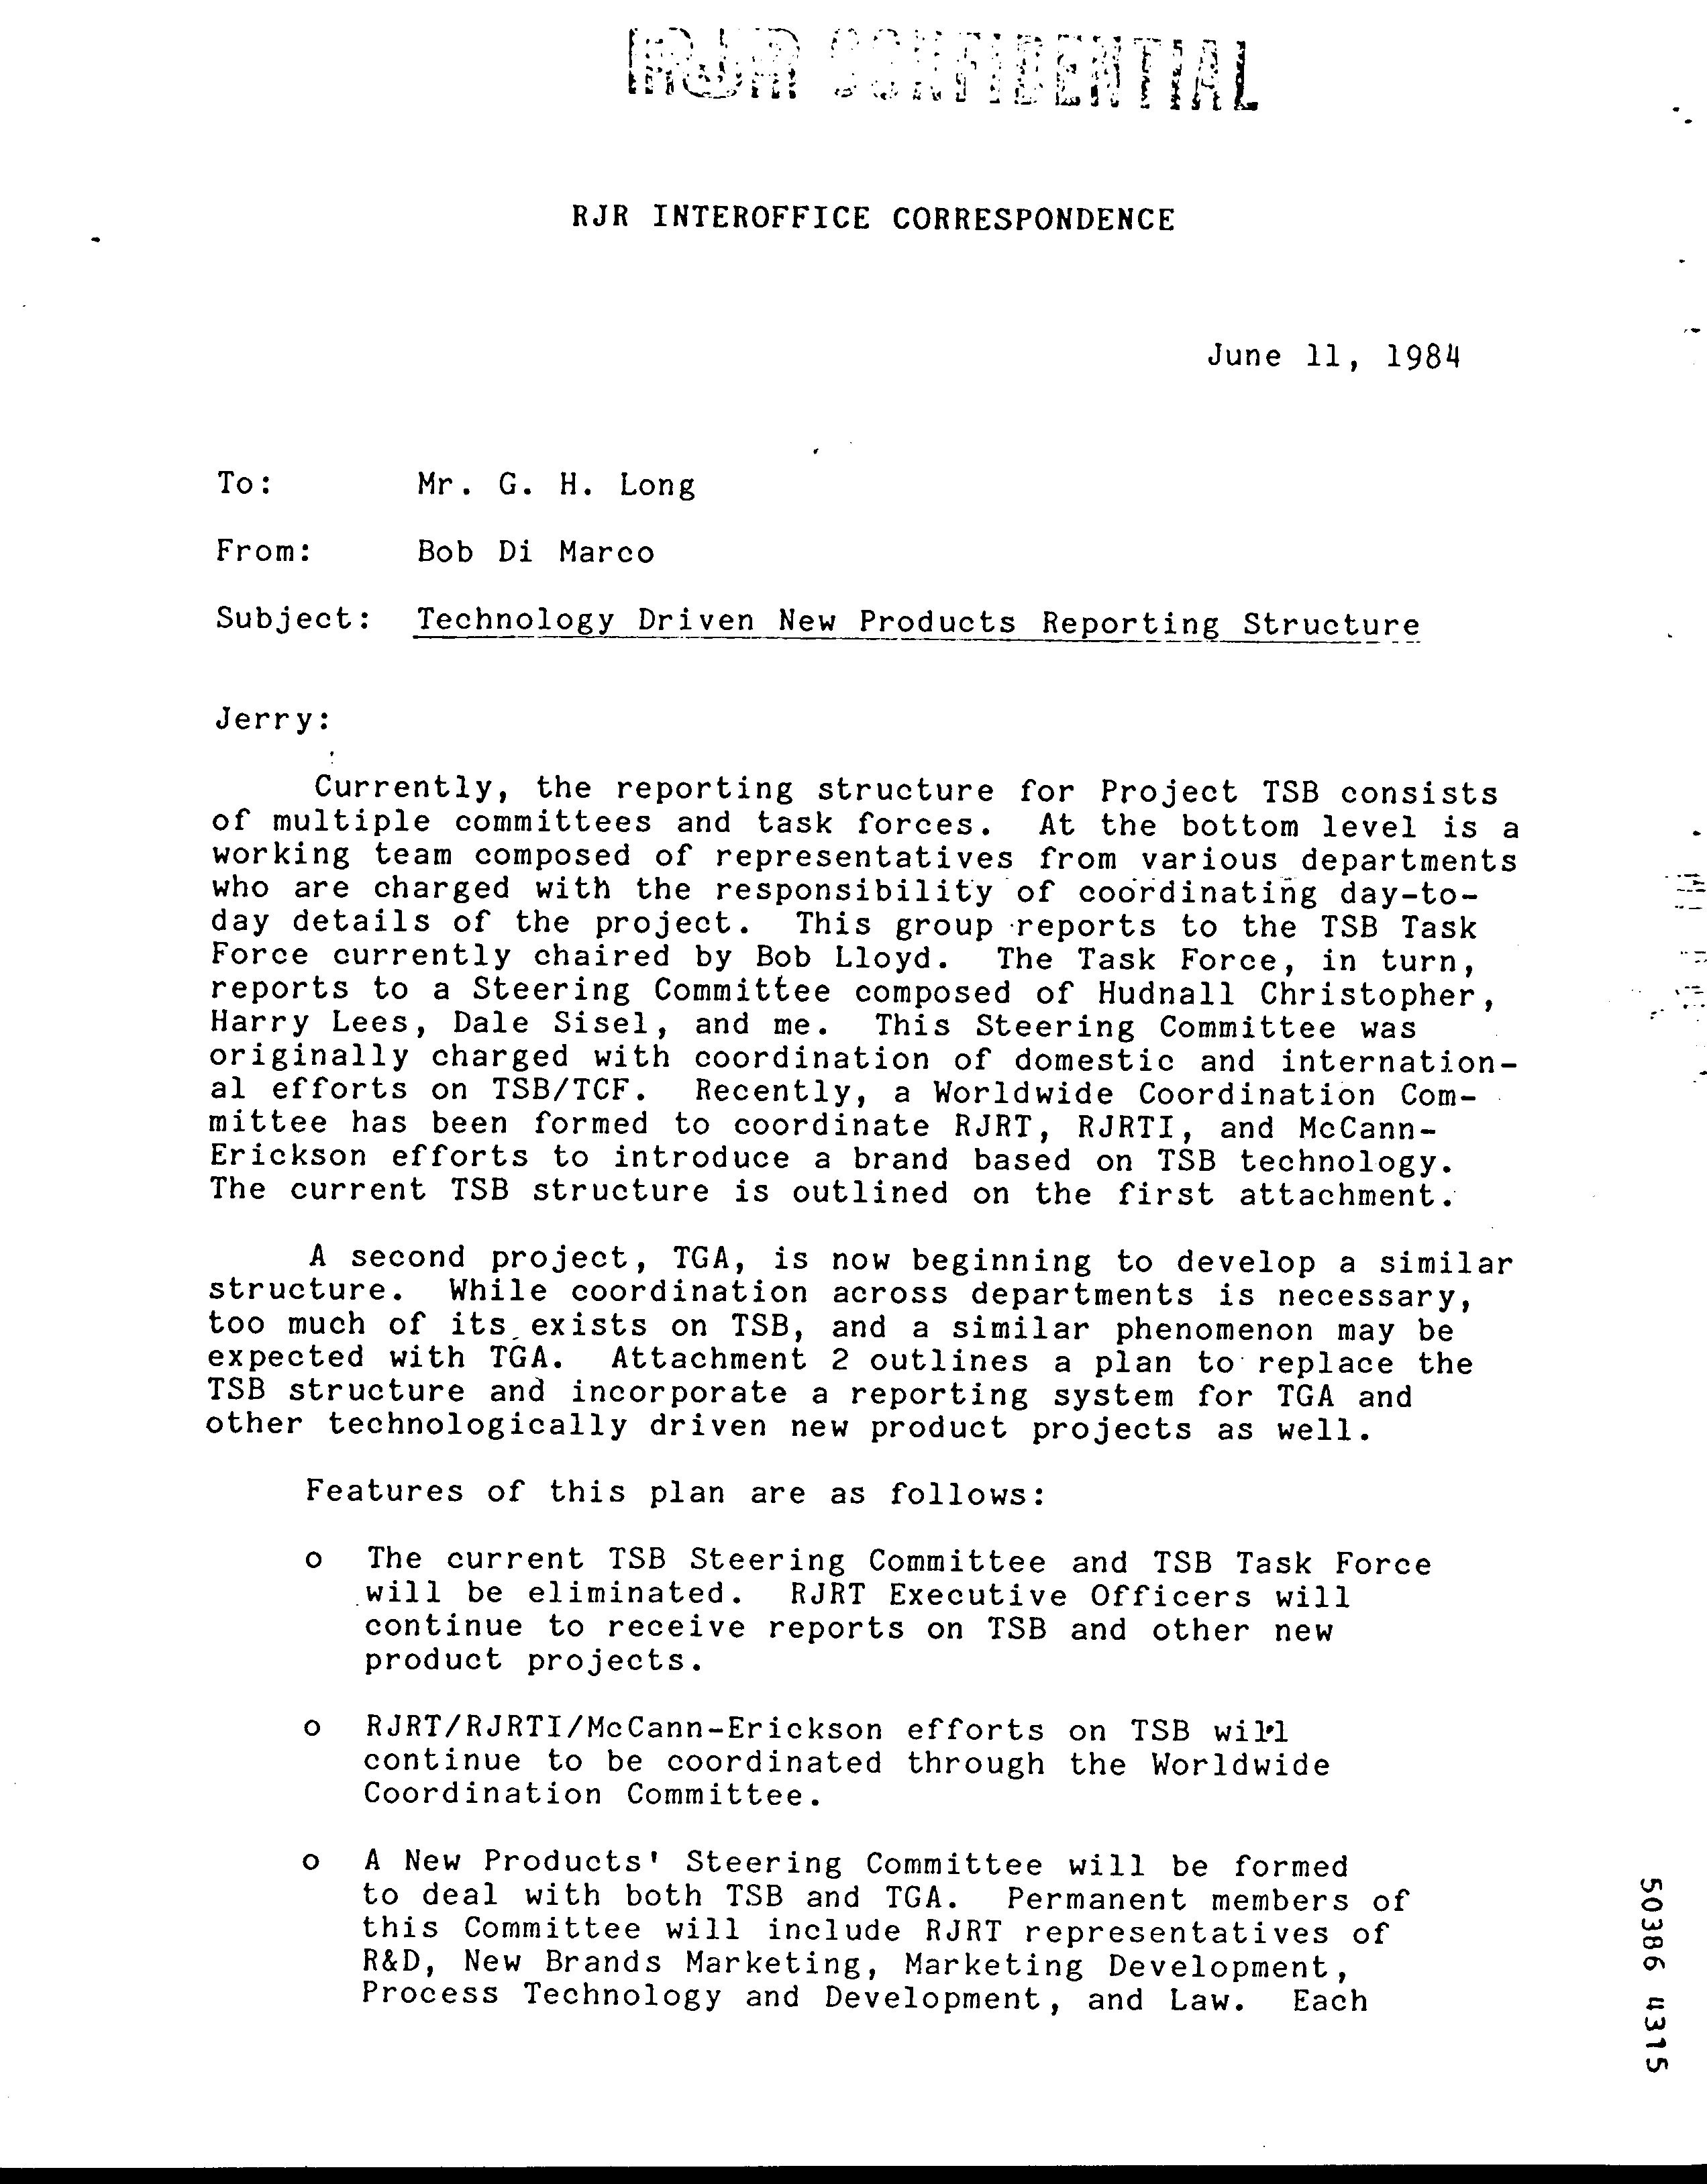 RJR CONFIDENTIAL
RJR INTEROFFICE CORRESPONDENCE
June 11, 1984
To: Mr. G. H. Long
From: Bob Di Marco
Subject: Technology Driven New Products Reporting Structure
Jerry:
Currently, the reporting structure for Project TSB consists
of multiple committees and task forces. At the bottom level is a
working team composed of representatives from various departments
who are charged with the responsibility of coordinating day-to-
day details of the project. This group reports to the TSB Task
Force currently chaired by Bob Lloyd. The Task Force, in turn,
reports to a Steering Committee composed of Hudnall Christopher,
Harry Lees, Dale Sisel, and me. This Steering Committee was
originally charged with coordination of domestic and internation-
al efforts on TSB/TCF. Recently, a Worldwide Coordination Com-
mittee has been formed to coordinate RJRT, RJRTI, and McCann-
Erickson efforts to introduce a brand based on TSB technology.
The current TSB structure is outlined on the first attachment.
A second project, TGA, is now beginning to develop a similar
structure. While coordination across departments is necessary,
too much of its exists on TSB, and a similar phenomenon may be
expected with TGA. Attachment 2 outlines a plan to replace the
TSB structure and incorporate a reporting system for TGA and
other technologically driven new product projects as well.
Features of this plan are as follows:
o The current TSB Steering Committee and TSB Task Force
will be eliminated. RJRT Executive Officers will
continue to receive reports on TSB and other new
product projects.
o RJRT/RJRTI/McCann-Erickson efforts on TSB will
continue to be coordinated through the Worldwide
Coordination Committee.
o A New Products' Steering Committee will be formed
to deal with both TSB and TGA. Permanent members of
this Committee will include RJRT representatives of
R&D, New Brands Marketing, Marketing Development,
Process Technology and Development, and Law. Each
50386 4315